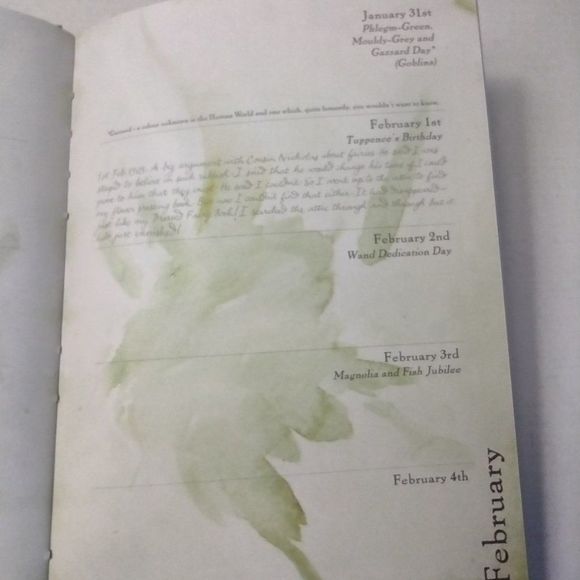 January 31st
Phlegm-Green,
Mouldy-Grey and
Gazzard Day*
(Goblins)
*Gazzard - a colour unknown in the Human World and one which, quite honestly, you wouldn't want to know.
February 1st
Tuppence's Birthday
1st Feb. A big argument with Cousin Nicholas about fairies. He said I was
stupid to believe in such rubbish. I said that he would change his tune if I could
prove to him that they exist. He said I couldn't. So I went up to the attic to find
my flower pressing book. But now I couldn't find that either. It had disappeared –
just like my Pressed Fairy Book! I searched the attic through and through but it
had just vanished!
February 2nd
Wand Dedication Day
February 3rd
Magnolia and Fish Jubilee
February 4th
February